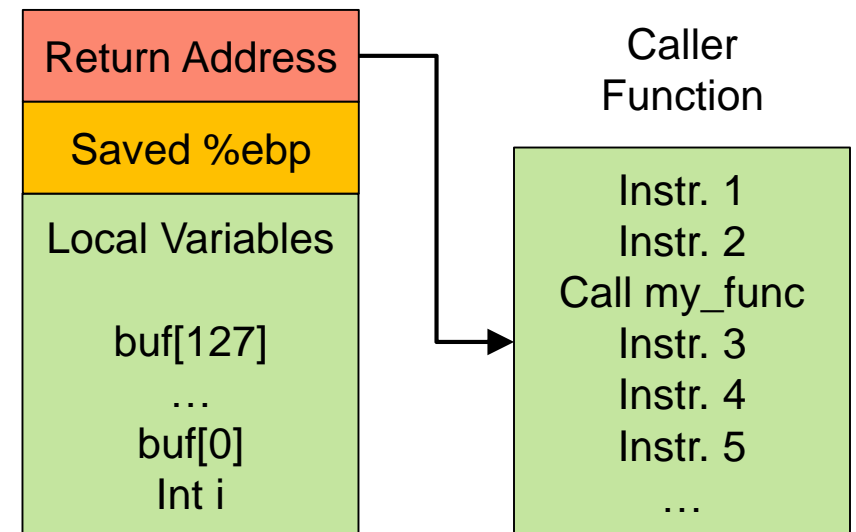 Return Address
Saved %ebp
Local Variables
buf[127]
…
buf[0]
Int i
Caller
Function
Instr. 1
Instr. 2
Call my_func
Instr. 3
Instr. 4
Instr. 5
…